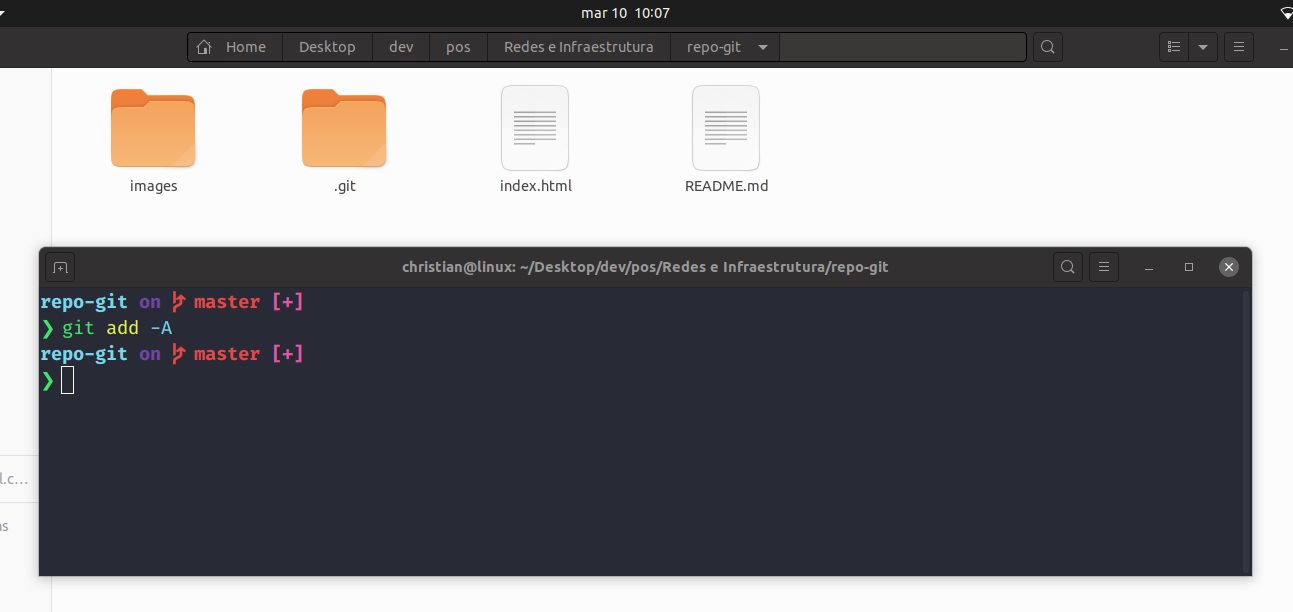 mar 10 10:07
Home Desktop dev pos Redes e Infraestrutura repo-git
images .git index.html README.md
christian@linux: ~/Desktop/dev/pos/Redes e Infraestrutura/repo-git
repo-git on master [+]
❯ git add -A
repo-git on master [+]
❯
l.c...
as